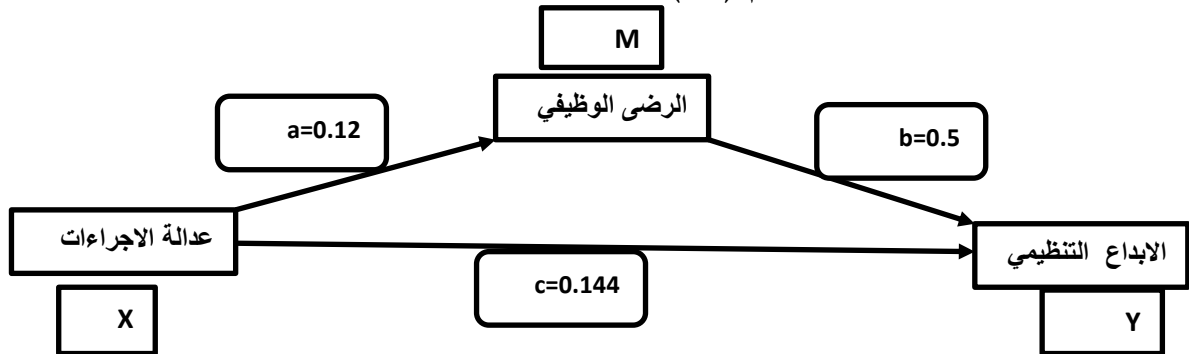 M
الرضى الوظيفي
a=0.12
b=0.5
عدالة الاجراءات
الابداع التنظيمي
c=0.144
X
Y